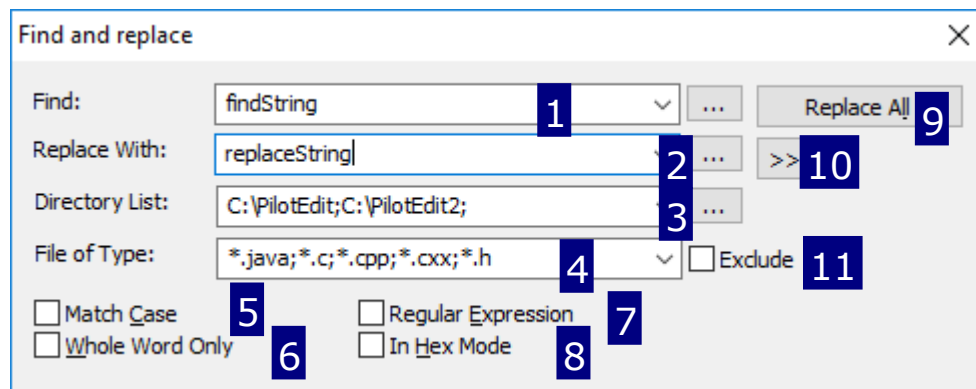 Find and replace
Find: findString 1 ... Replace All 9
Replace With: replaceString 2 ... >> 10
Directory List: C:\PilotEdit;C:\PilotEdit2; 3 ...
File of Type: *.java;*.c;*.cpp;*.cxx;*.h 4 Exclude 11
Match Case 5 Regular Expression 7
Whole Word Only 6 In Hex Mode 8